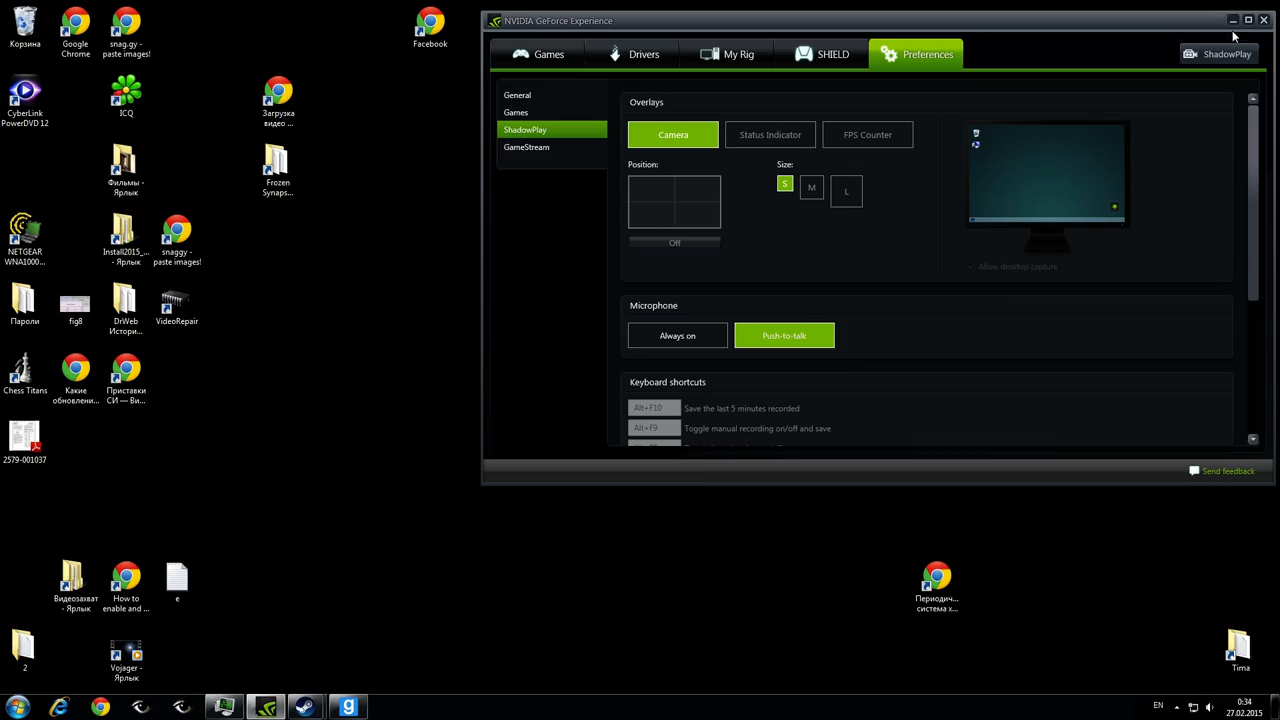 NVIDIA GeForce Experience
Games
Drivers
My Rig
SHIELD
Preferences
ShadowPlay
General
Games
ShadowPlay
GameStream
Overlays
Camera
Status Indicator
FPS Counter
Position:
Size:
S
M
L
Off
Allow desktop capture
Microphone
Always on
Push-to-talk
Keyboard shortcuts
Alt+F10
Save the last 5 minutes recorded
Alt+F9
Toggle manual recording on/off and save
Send feedback
Корзина
Google
Chrome
snag.gy -
paste images!
Facebook
CyberLink
PowerDVD 12
ICQ
Загрузка
видео ...
Фильмы -
Ярлык
Frozen
Synaps...
NETGEAR
WNA1000...
Install2015_...
- Ярлык
snaggy -
paste images!
Пароли
fig8
DrWeb
Истори...
VideoRepair
Chess Titans
Какие
обновлени...
Приставки
СИ — Ви...
2579-001037
Видеозахват
- Ярлык
How to
enable and ...
e
Периодич...
система х...
2
Vojager -
Ярлык
Tima
EN
0:34
27.02.2015